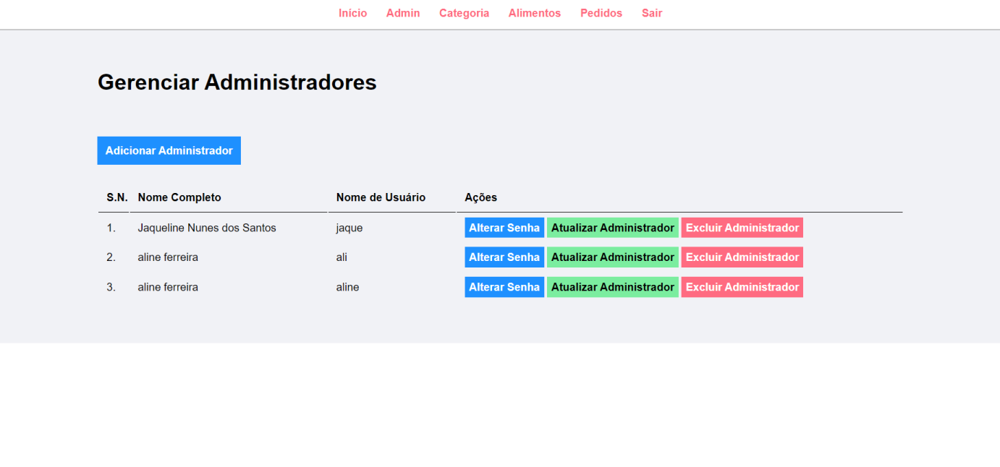 Início Admin Categoria Alimentos Pedidos Sair
Gerenciar Administradores
Adicionar Administrador
S.N. Nome Completo Nome de Usuário Ações
1. Jaqueline Nunes dos Santos jaque Alterar Senha Atualizar Administrador Excluir Administrador
2. aline ferreira ali Alterar Senha Atualizar Administrador Excluir Administrador
3. aline ferreira aline Alterar Senha Atualizar Administrador Excluir Administrador